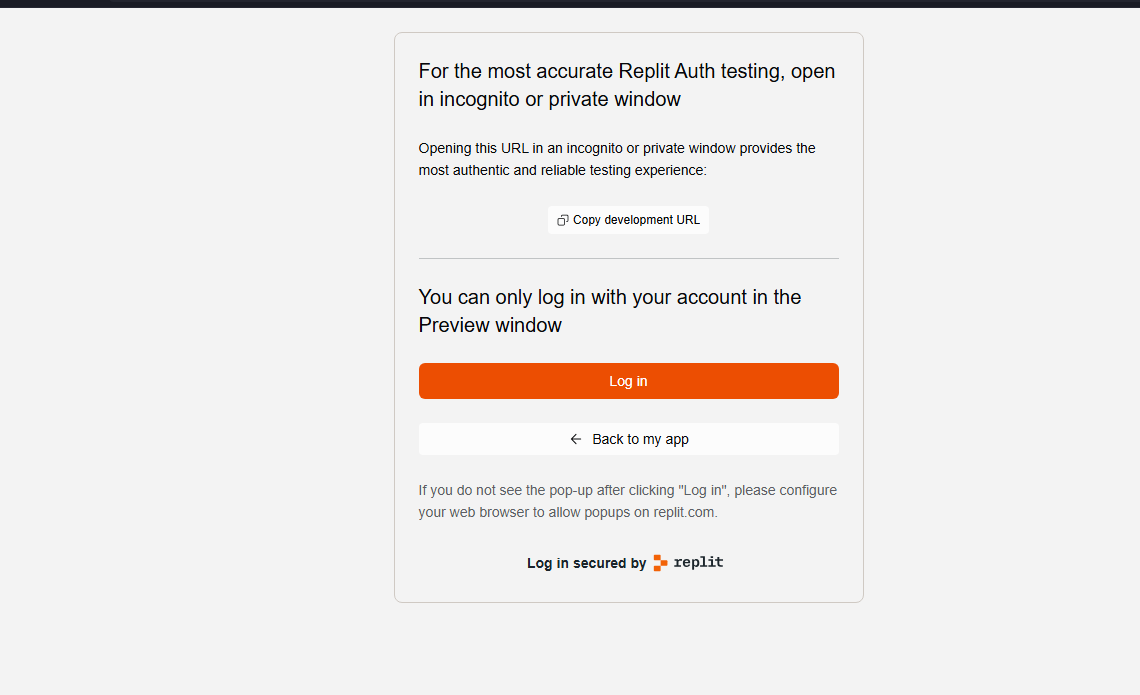 For the most accurate Replit Auth testing, open
in incognito or private window
Opening this URL in an incognito or private window provides the
most authentic and reliable testing experience:
Copy development URL
You can only log in with your account in the
Preview window
Log in
Back to my app
If you do not see the pop-up after clicking "Log in", please configure
your web browser to allow popups on replit.com.
Log in secured by replit